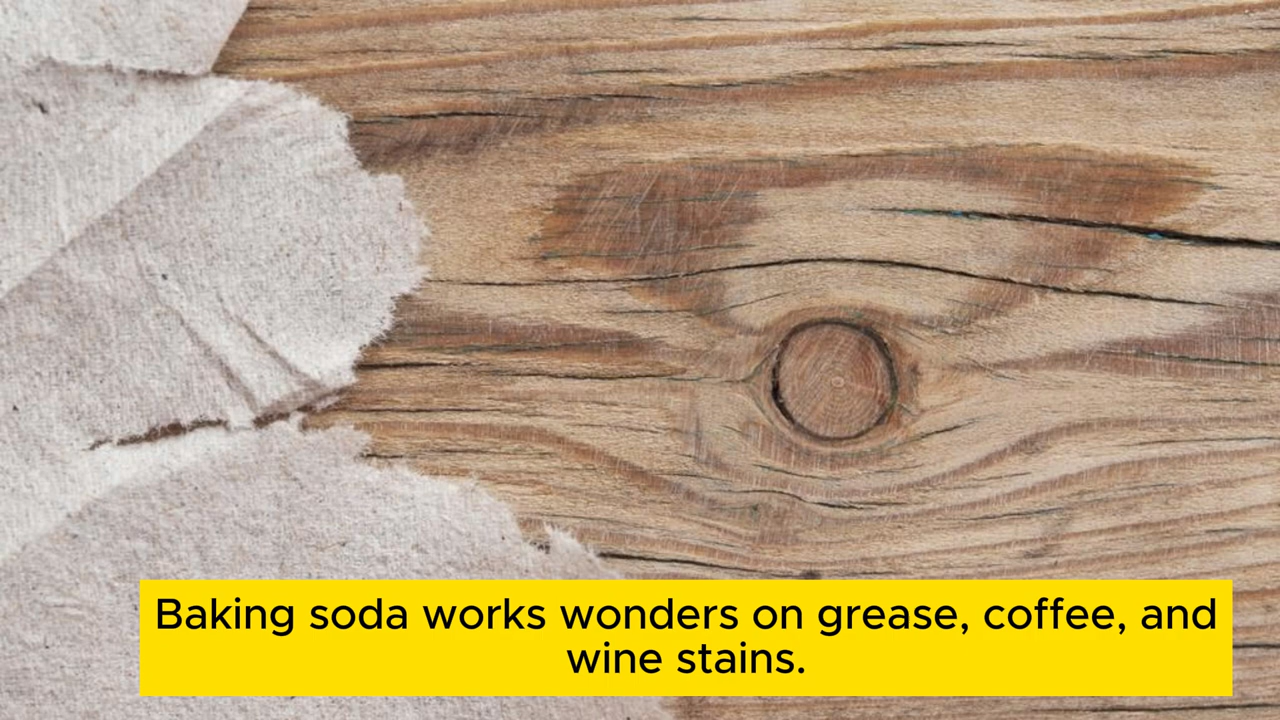 Baking soda works wonders on grease, coffee, and
wine stains.